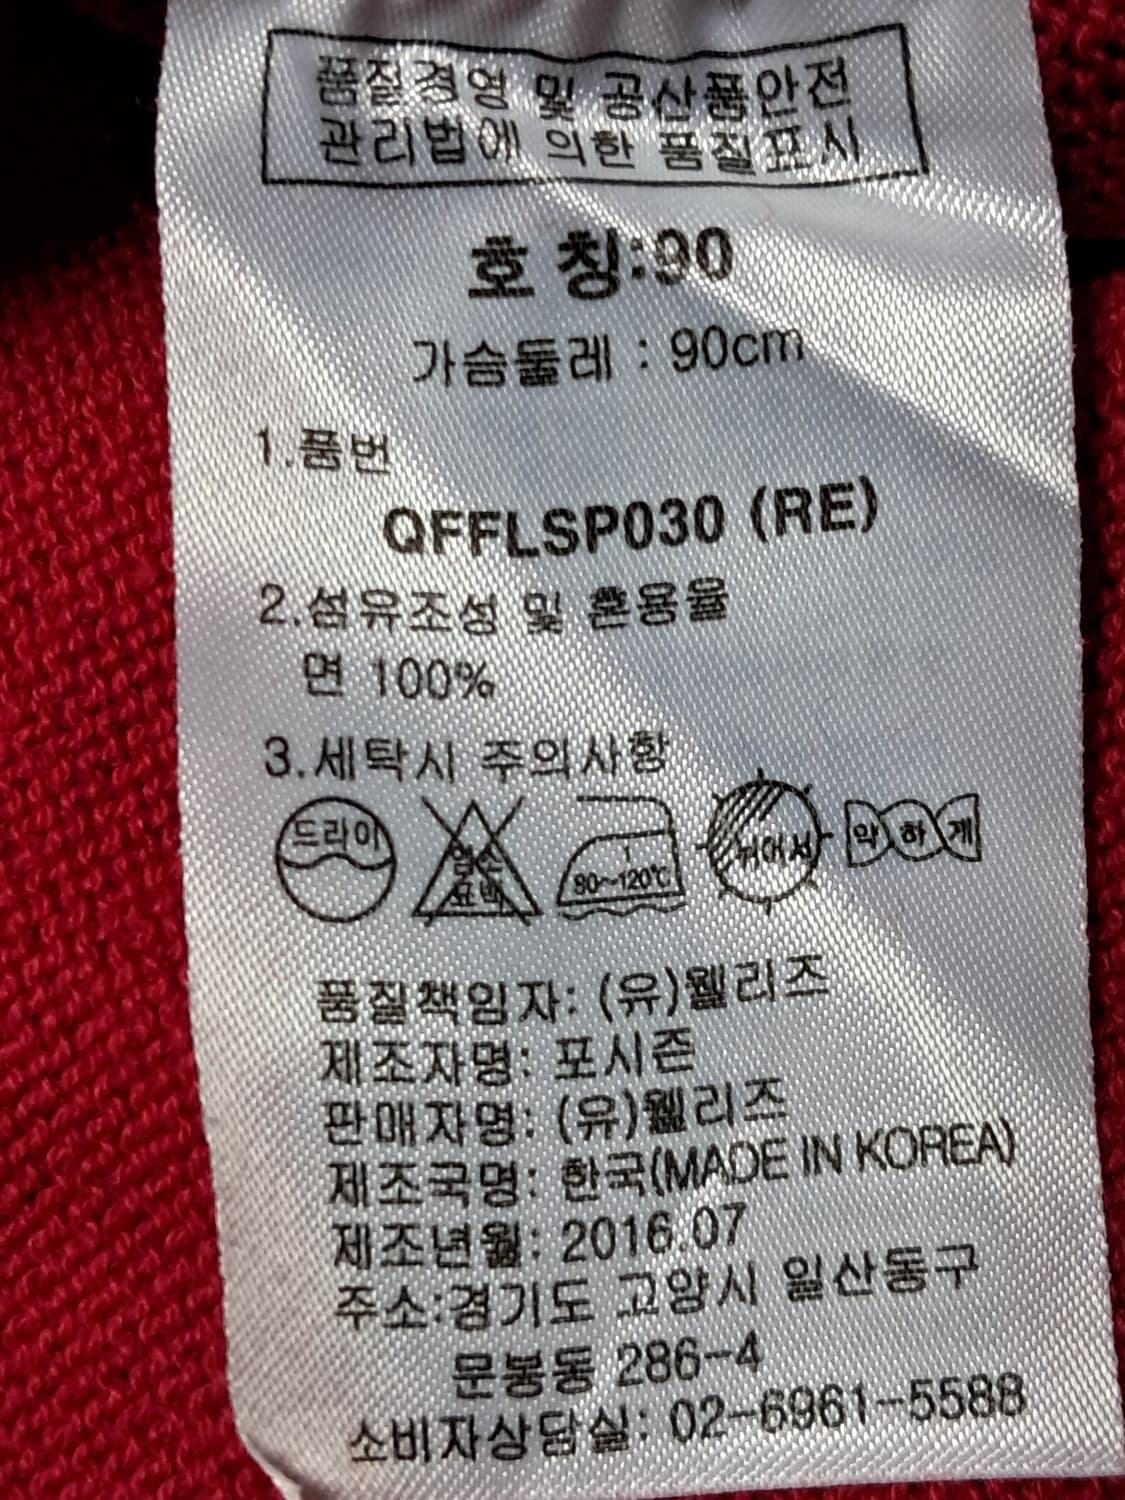 품질경영 및 공산품안전
관리법에 의한 품질표시
호 칭:90
가슴둘레 : 90cm
1.품번
QFFLSP030 (RE)
2.섬유조성 및 혼용율
면 100%
3.세탁시 주의사항
드라이 염소 표백 80~120℃ 뉘어서 약하게
품질책임자: (유)웰리즈
제조자명: 포시즌
판매자명: (유)웰리즈
제조국명: 한국(MADE IN KOREA)
제조년월: 2016.07
주소:경기도 고양시 일산동구
문봉동 286-4
소비자상담실: 02-6961-5588